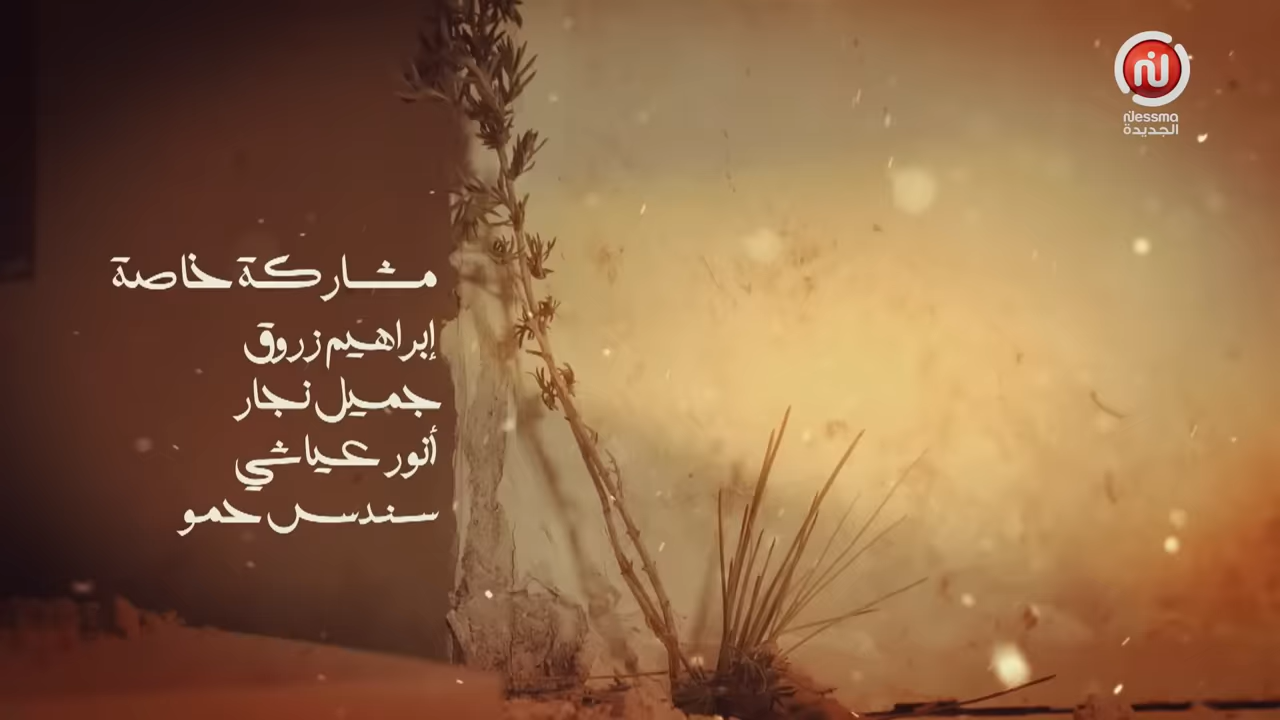 مشاركة خاصة
إبراهيم زروق
جميل نجار
أنور عياشي
سندس حمو
Nessma
الجديدة